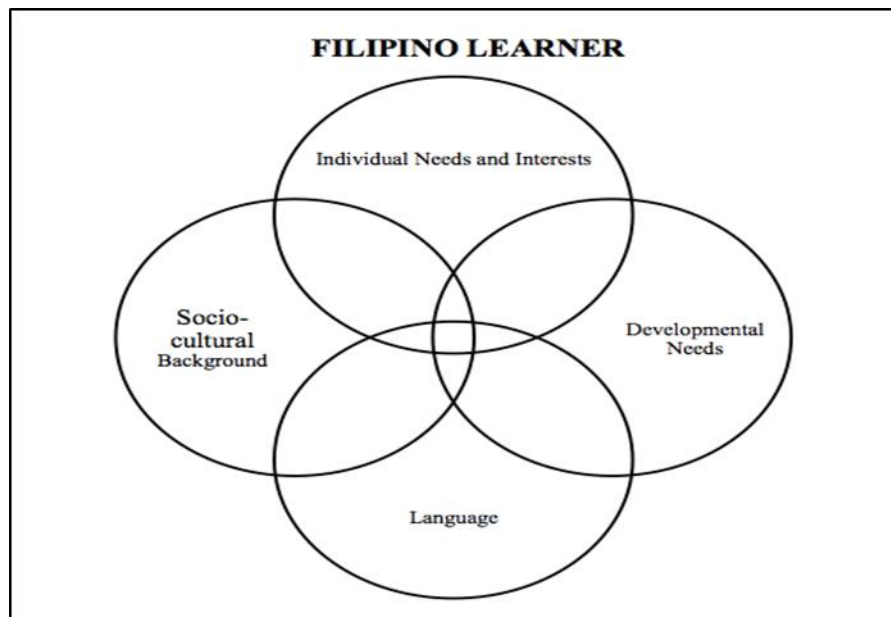 FILIPINO LEARNER
Individual Needs and Interests
Socio-
cultural
Background
Developmental
Needs
Language